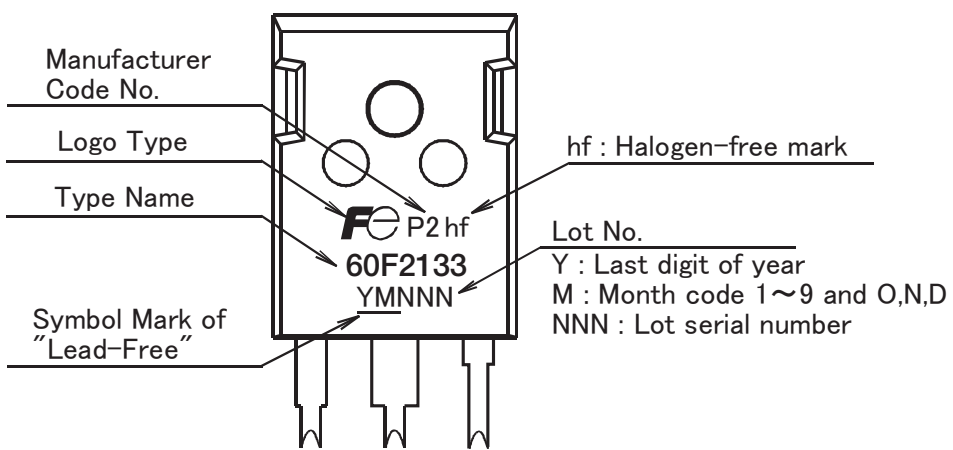 Manufacturer
Code No.
Logo Type
Type Name
Symbol Mark of
"Lead-Free"
Fe P2 hf
60F2133
YMNNN
hf : Halogen-free mark
Lot No.
Y : Last digit of year
M : Month code 1～9 and O,N,D
NNN : Lot serial number